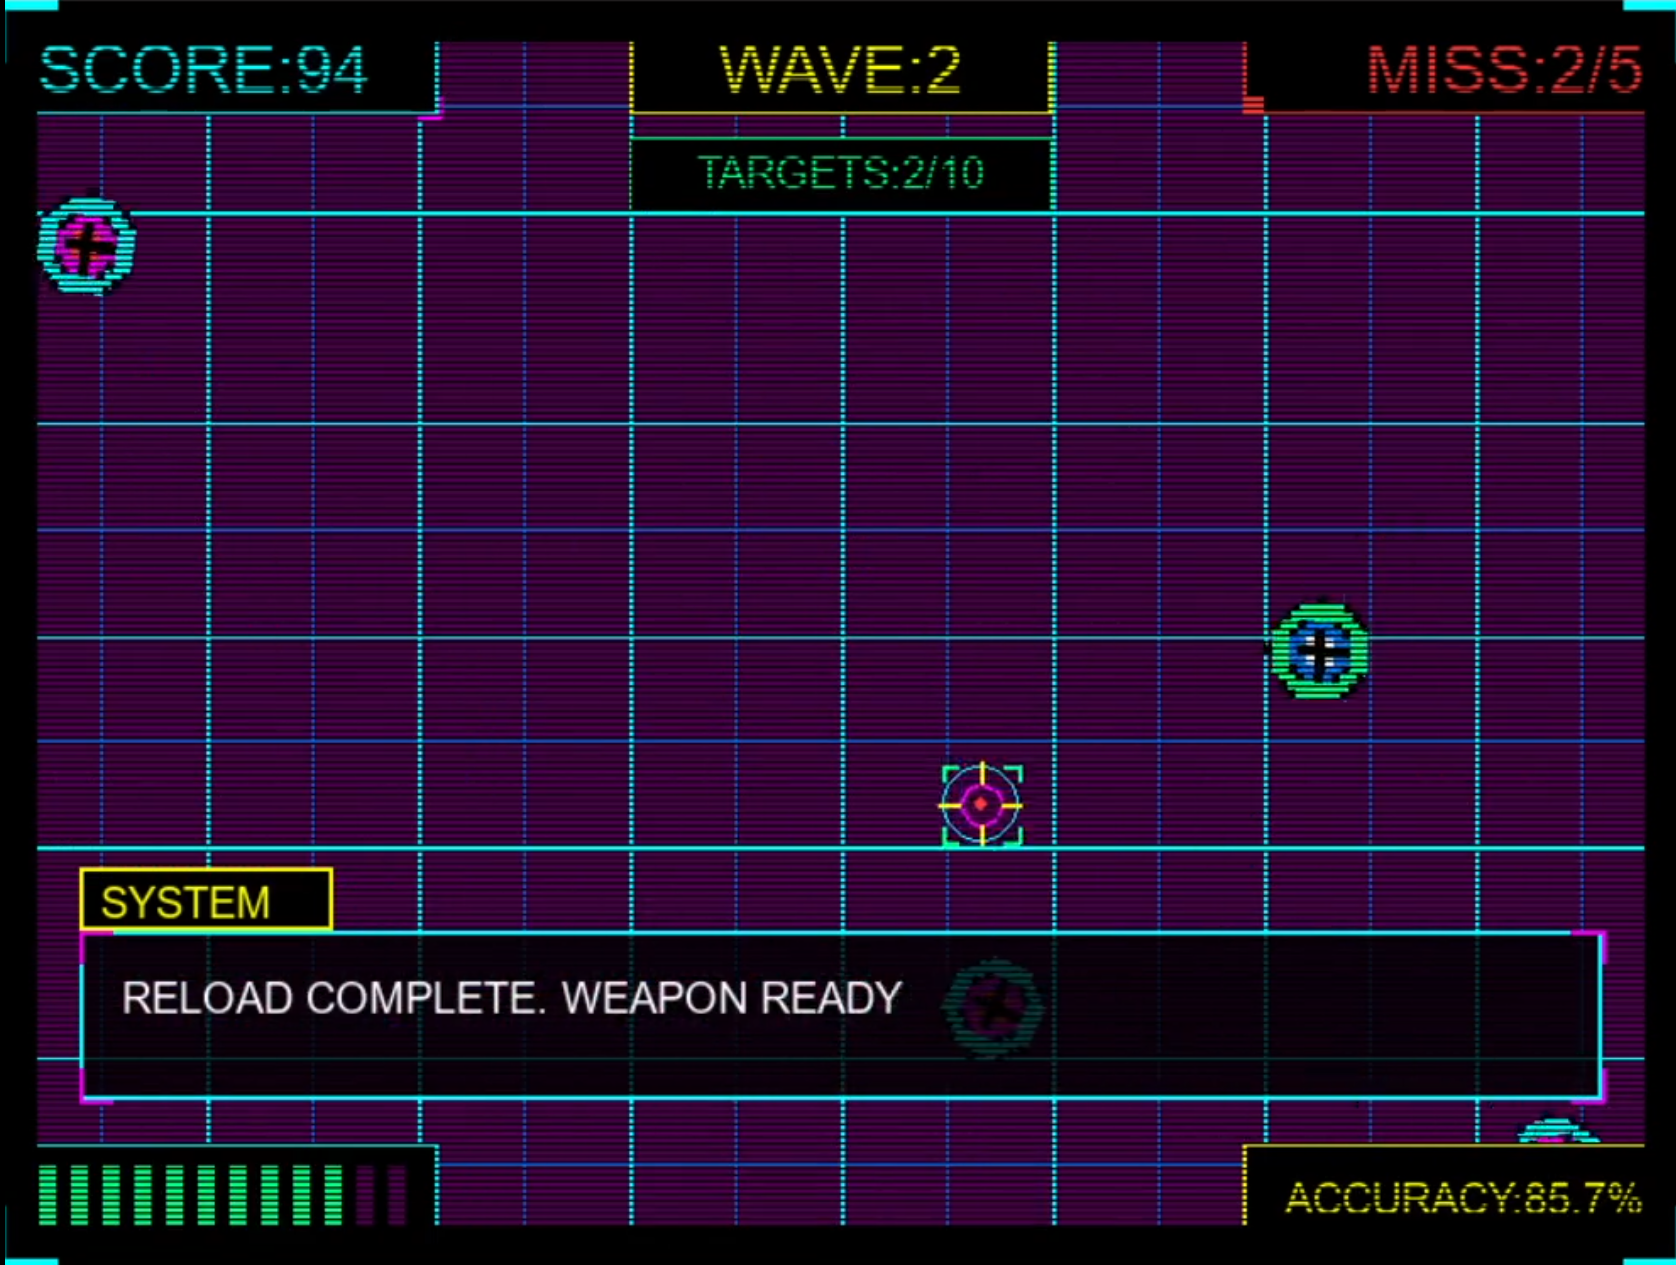 SCORE:94
WAVE:2
MISS:2/5
TARGETS:2/10
SYSTEM
RELOAD COMPLETE. WEAPON READY
ACCURACY:85.7%